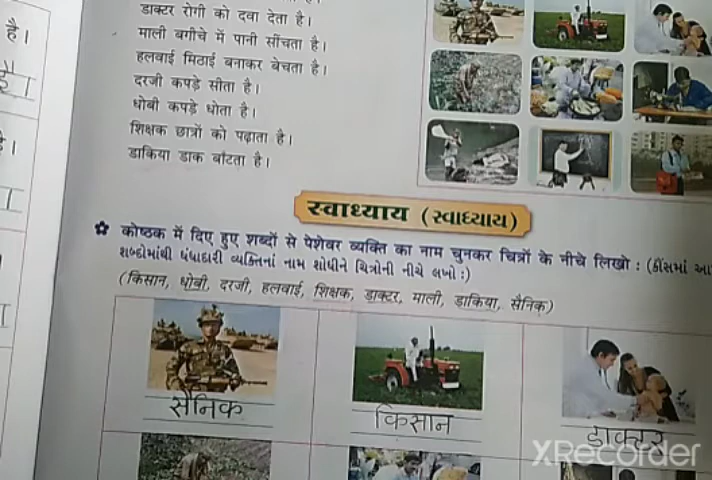 डाक्टर रोगी को दवा देता है।
माली बगीचे में पानी सींचता है।
हलवाई मिठाई बनाकर बेचता है।
दरजी कपड़े सीता है।
धोबी कपड़े धोता है।
शिक्षक छात्रों को पढ़ाता है।
डाकिया डाक बाँटता है।
है।
स्वाध्याय (સ્વાધ્યાય)
कोष्ठक में दिए हुए शब्दों से पेशेवर व्यक्ति का नाम चुनकर चित्रों के नीचे लिखो : (કૌંસમાં આ
શબ્દોમાંથી ધંધાદારી વ્યક્તિનાં નામ શોધીને ચિત્રોની નીચે લખો :)
(किसान, धोबी, दरजी, हलवाई, शिक्षक, डाक्टर, माली, डाकिया, सैनिक)
सैनिक
किसान
डाक्टर
XRecorder